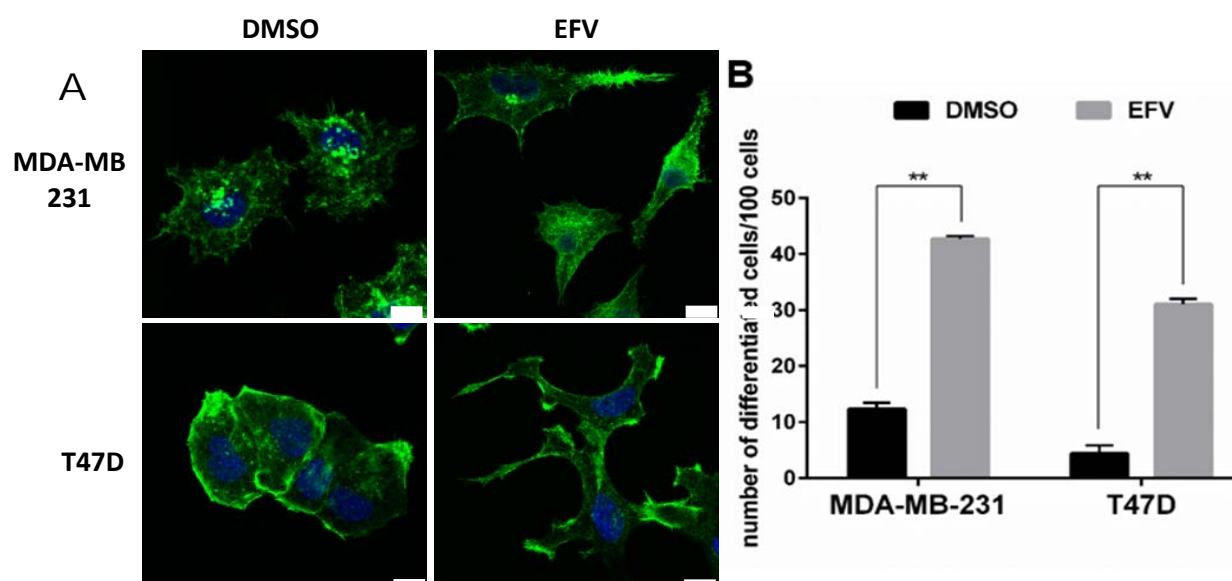 DMSO EFV
A
B
MDA-MB
231
T47D
DMSO EFV
number of differentiated cells/100 cells
** **
50
40
30
20
10
0
MDA-MB-231 T47D